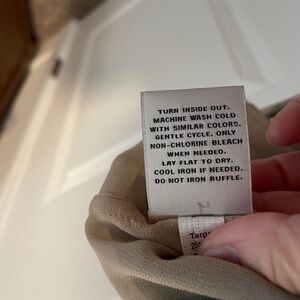 TURN INSIDE OUT.
MACHINE WASH COLD
WITH SIMILAR COLORS.
GENTLE CYCLE. ONLY
NON-CHLORINE BLEACH
WHEN NEEDED.
LAY FLAT TO DRY.
COOL IRON IF NEEDED.
DO NOT IRON RUFFLE.